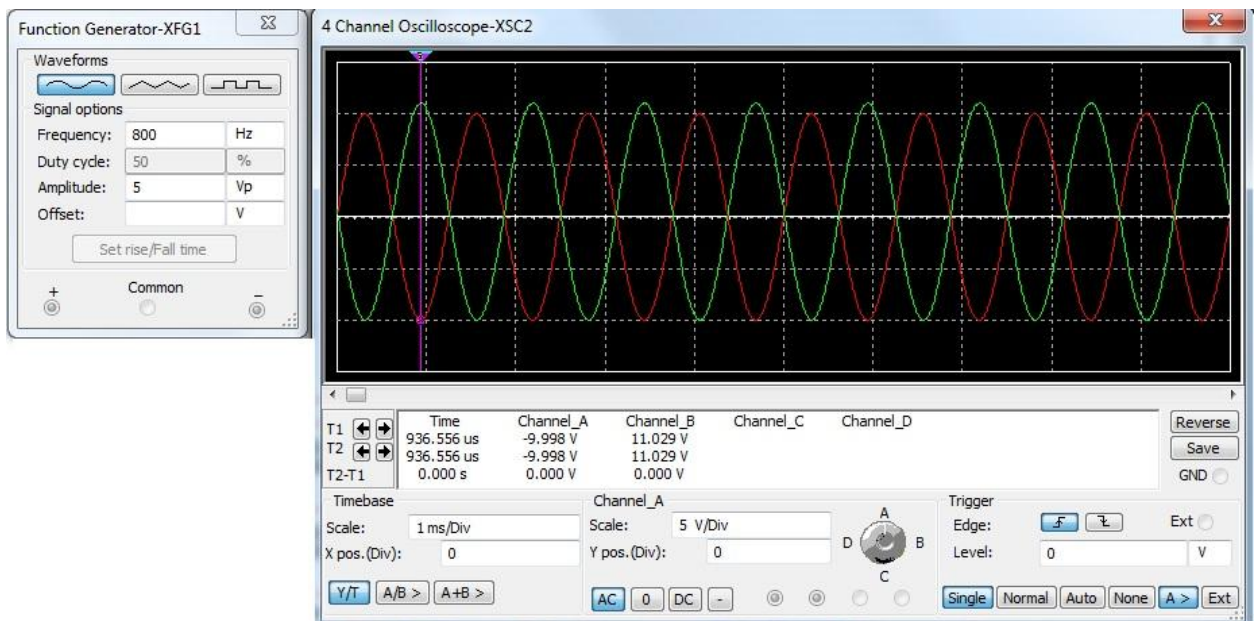 Function Generator-XFG1
Waveforms
Signal options
Frequency: 800 Hz
Duty cycle: 50 %
Amplitude: 5 Vp
Offset: V
Set rise/Fall time
+ Common −
4 Channel Oscilloscope-XSC2
Time Channel_A Channel_B Channel_C Channel_D
T1 936.556 us -9.998 V 11.029 V
T2 936.556 us -9.998 V 11.029 V
T2-T1 0.000 s 0.000 V 0.000 V
Reverse
Save
GND
Timebase
Scale: 1 ms/Div
X pos.(Div): 0
Y/T A/B > A+B >
Channel_A
Scale: 5 V/Div
Y pos.(Div): 0
AC 0 DC -
A
D B
C
Trigger
Edge: Ext
Level: 0 V
Single Normal Auto None A > Ext